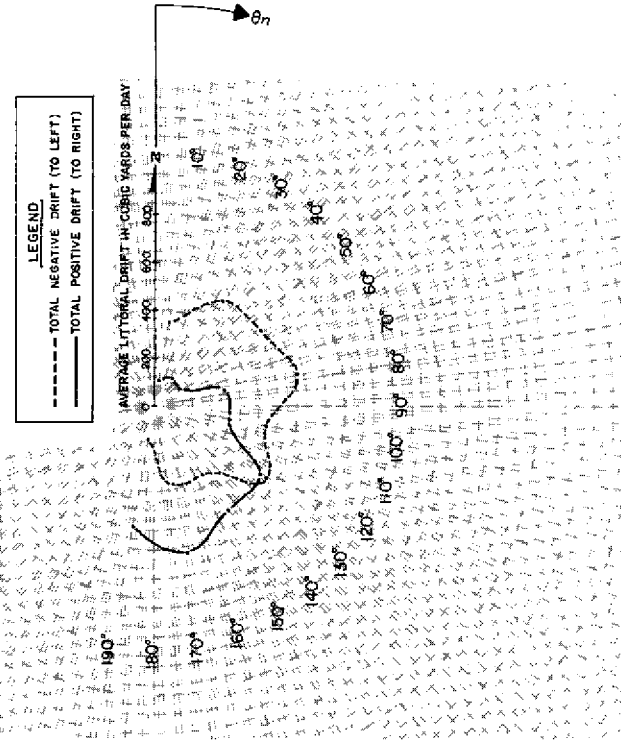 θn
LEGEND
TOTAL NEGATIVE DRIFT (TO LEFT)
TOTAL POSITIVE DRIFT (TO RIGHT)
AVERAGE LITTORAL DRIFT IN CUBIC YARDS PER DAY
0 200 400 600 800
N
10°
20°
30°
40°
50°
60°
70°
80°
90°
100°
110°
120°
130°
140°
150°
160°
170°
180°
190°